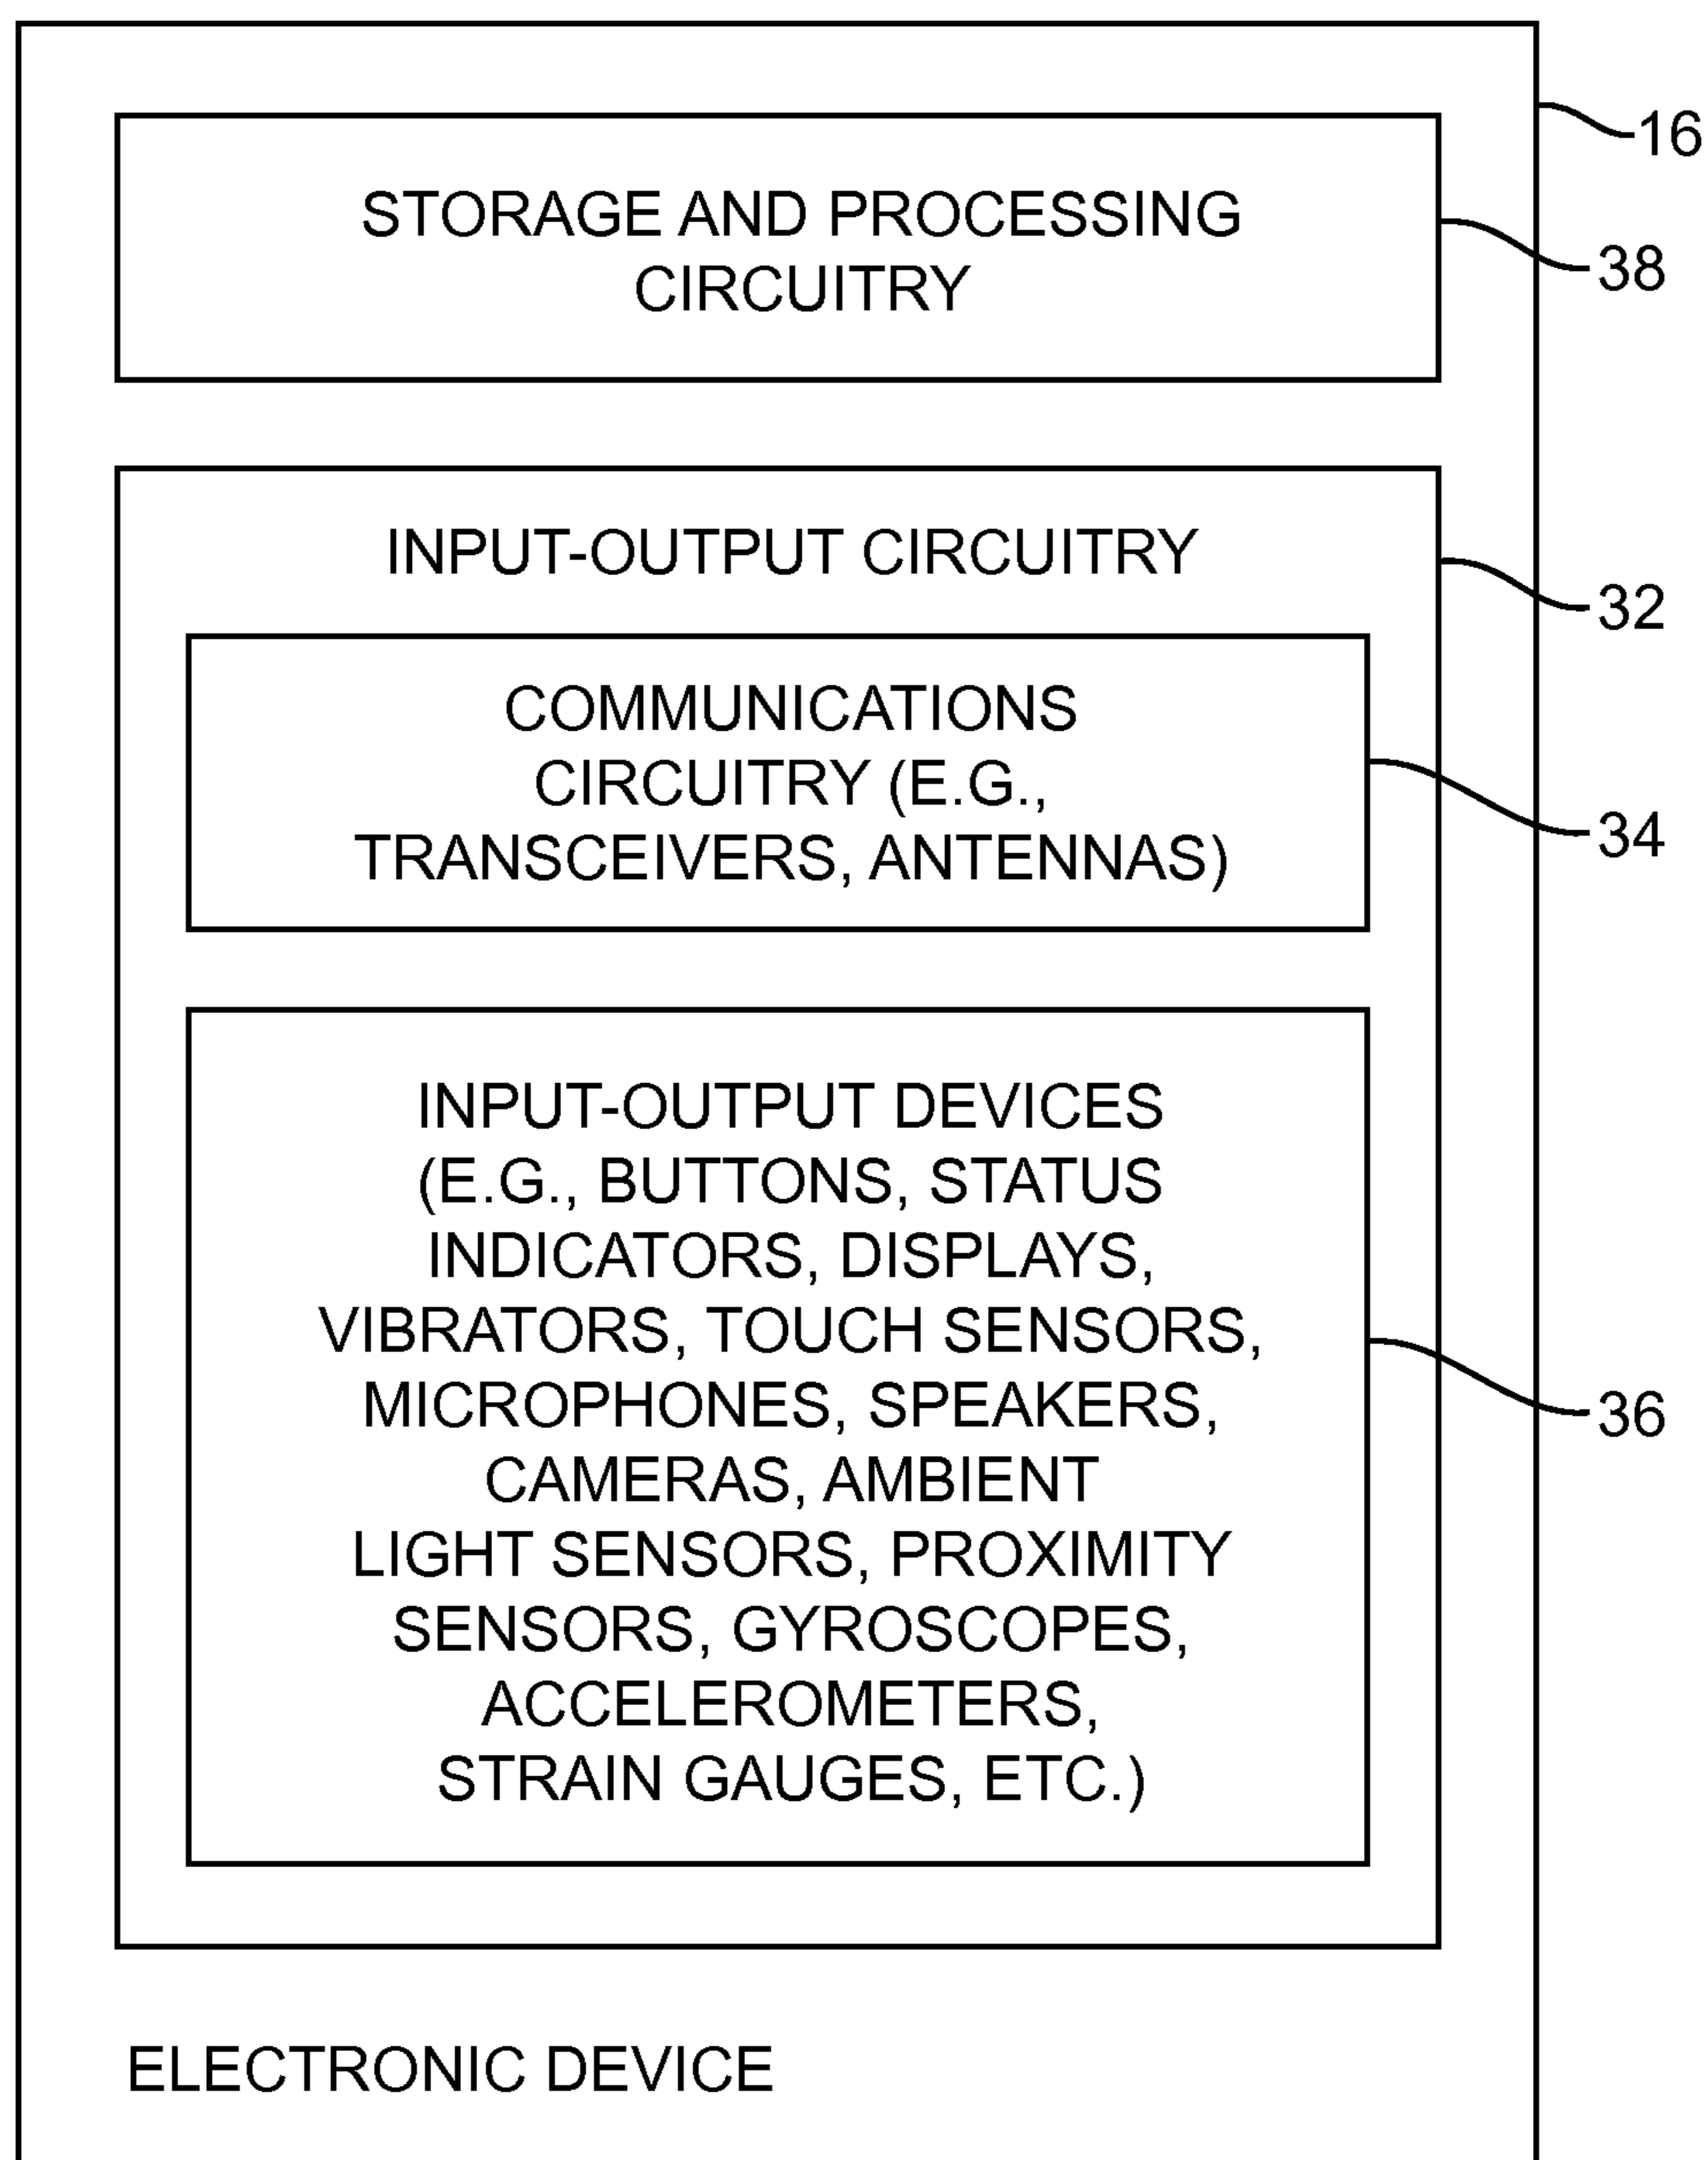 16
STORAGE AND PROCESSING
CIRCUITRY
38
INPUT-OUTPUT CIRCUITRY
32
COMMUNICATIONS
CIRCUITRY (E.G.,
TRANSCEIVERS, ANTENNAS)
34
INPUT-OUTPUT DEVICES
(E.G., BUTTONS, STATUS
INDICATORS, DISPLAYS,
VIBRATORS, TOUCH SENSORS,
MICROPHONES, SPEAKERS,
CAMERAS, AMBIENT
LIGHT SENSORS, PROXIMITY
SENSORS, GYROSCOPES,
ACCELEROMETERS,
STRAIN GAUGES, ETC.)
36
ELECTRONIC DEVICE